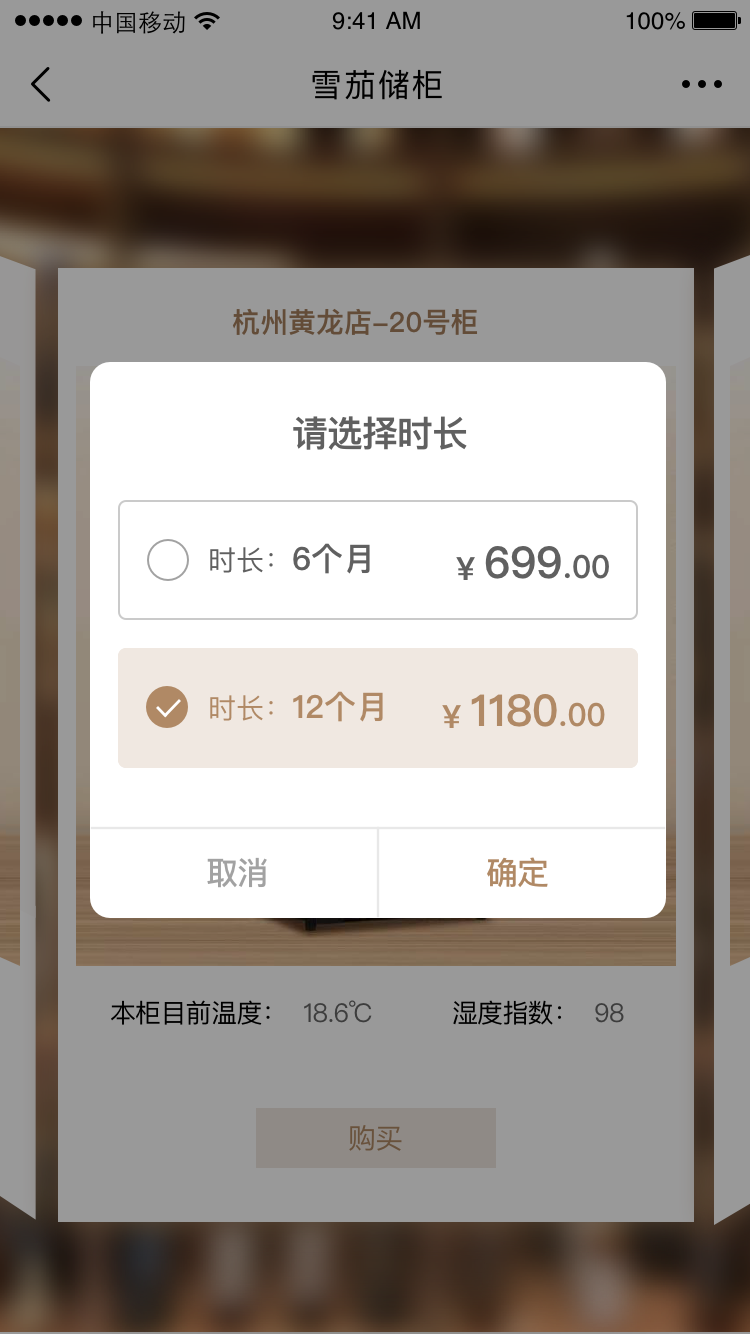 中国移动 9:41 AM 100%
雪茄储柜
杭州黄龙店-20号柜
请选择时长
时长：6个月 ¥ 699.00
时长：12个月 ¥ 1180.00
取消 确定
本柜目前温度： 18.6℃ 湿度指数： 98
购买